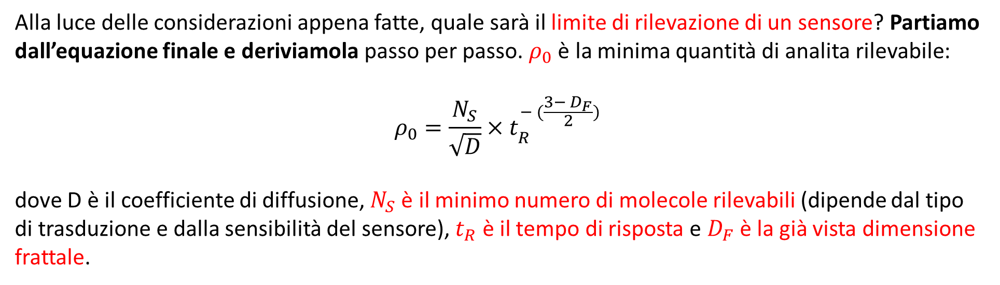 Alla luce delle considerazioni appena fatte, quale sarà il limite di rilevazione di un sensore? Partiamo
dall’equazione finale e deriviamola passo per passo. ρ₀ è la minima quantità di analita rilevabile:
ρ₀ = N_S / √D × t_R^{−((3− D_F)/2)}
dove D è il coefficiente di diffusione, N_S è il minimo numero di molecole rilevabili (dipende dal tipo
di trasduzione e dalla sensibilità del sensore), t_R è il tempo di risposta e D_F è la già vista dimensione
frattale.